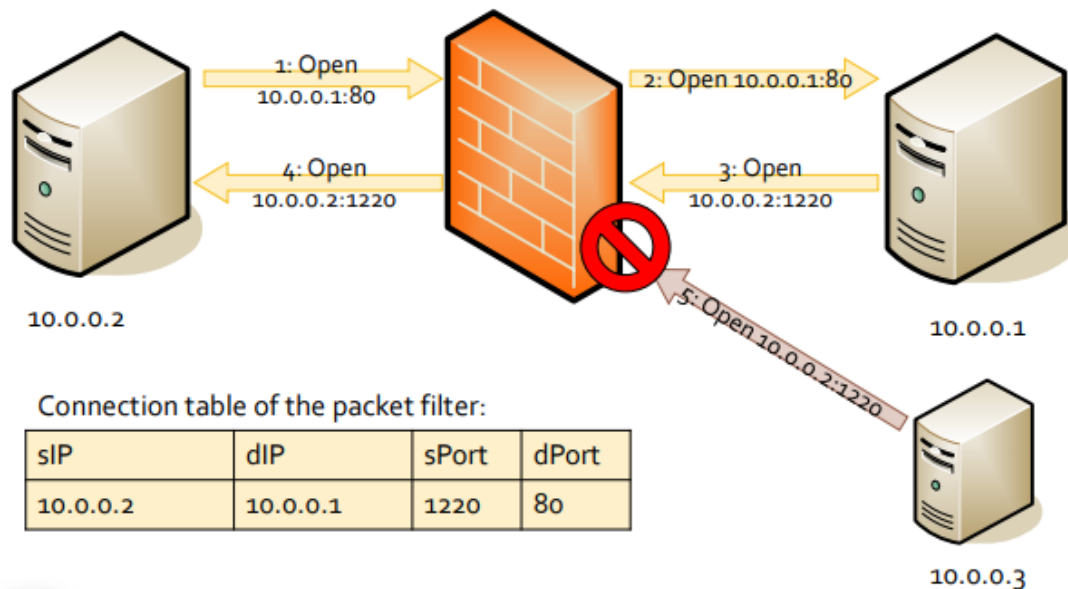 1: Open
10.0.0.1:80
2: Open 10.0.0.1:80
4: Open
10.0.0.2:1220
3: Open
10.0.0.2:1220
5: Open 10.0.0.2:1220
10.0.0.2
10.0.0.1
Connection table of the packet filter:
sIP dIP sPort dPort
10.0.0.2 10.0.0.1 1220 80
10.0.0.3